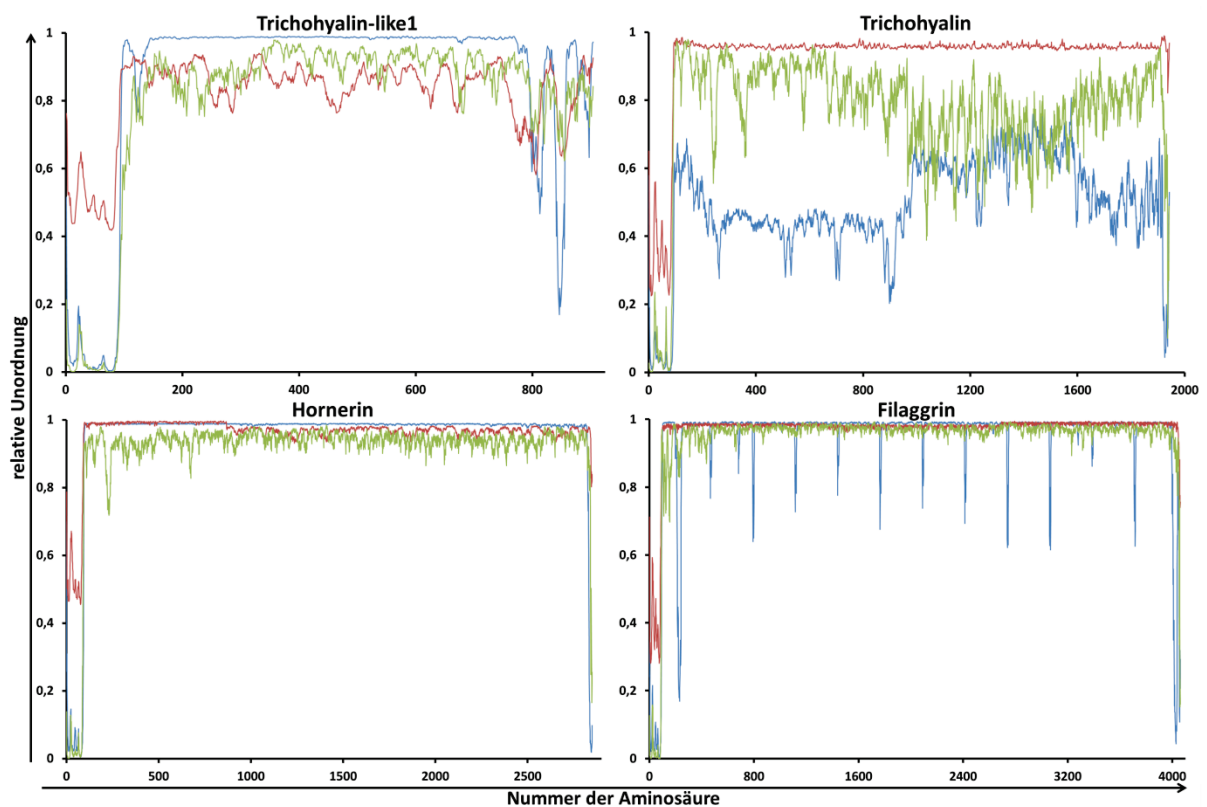 Trichohyalin-like1
Trichohyalin
1
0,8
0,6
0,4
0,2
0
0 200 400 600 800
1
0,8
0,6
0,4
0,2
0
0 400 800 1200 1600 2000
relative Unordnung
Hornerin
Filaggrin
1
0,8
0,6
0,4
0,2
0
0 500 1000 1500 2000 2500
1
0,8
0,6
0,4
0,2
0
0 800 1600 2400 3200 4000
Nummer der Aminosäure